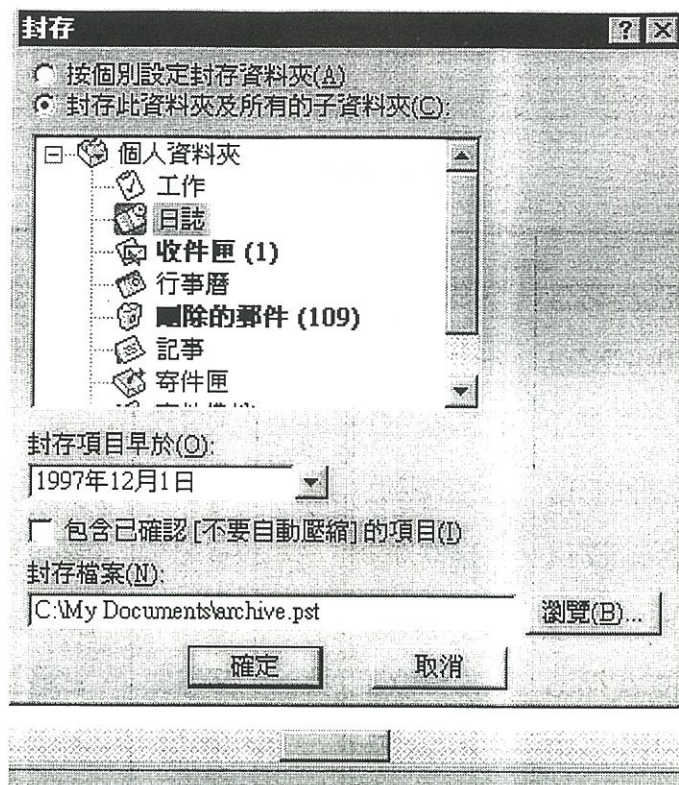 封存
按個別設定封存資料夾(A)
封存此資料夾及所有的子資料夾(C):
個人資料夾
工作
日誌
收件匣 (1)
行事曆
刪除的郵件 (109)
記事
寄件匣
封存項目早於(O):
1997年12月1日
包含已確認 [不要自動壓縮] 的項目(I)
封存檔案(N):
C:\My Documents\archive.pst
瀏覽(B)...
確定
取消